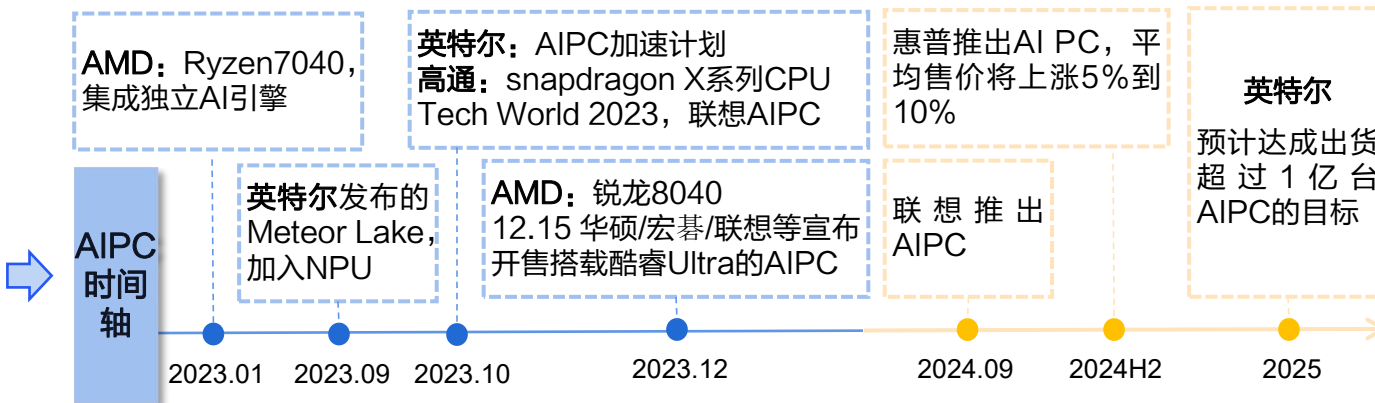 AMD：Ryzen7040，
集成独立AI引擎
英特尔：AIPC加速计划
高通：snapdragon X系列CPU
Tech World 2023，联想AIPC
惠普推出AI PC，平
均售价将上涨5%到
10%
英特尔
预计达成出货
超过1亿台
AIPC的目标
AIPC
时间
轴
英特尔发布的
Meteor Lake，
加入NPU
AMD：锐龙8040
12.15 华硕/宏碁/联想等宣布
开售搭载酷睿Ultra的AIPC
联想推出
AIPC
2023.01
2023.09
2023.10
2023.12
2024.09
2024H2
2025